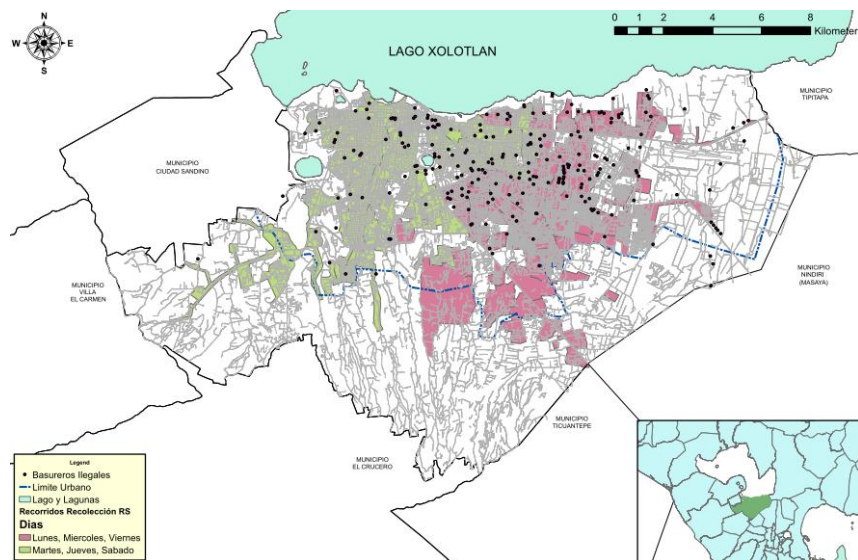 N
W
E
S
0
2
4
6
8
Kilometer
LAGO XOLOTLAN
MUNICIPIO
TIPITAPA
MUNICIPIO
CIUDAD SANDINO
MUNICIPIO
VILLA
EL CARMEN
MUNICIPIO
NINDIRI
(MASAYA)
MUNICIPIO
TICUANTEPE
MUNICIPIO
EL CRUCERO
Legend
Basureros Ilegales
Limite Urbano
Lago y Lagunas
Recorridos Recolección RS
Dias
Lunes, Miercoles, Viernes
Martes, Jueves, Sabado